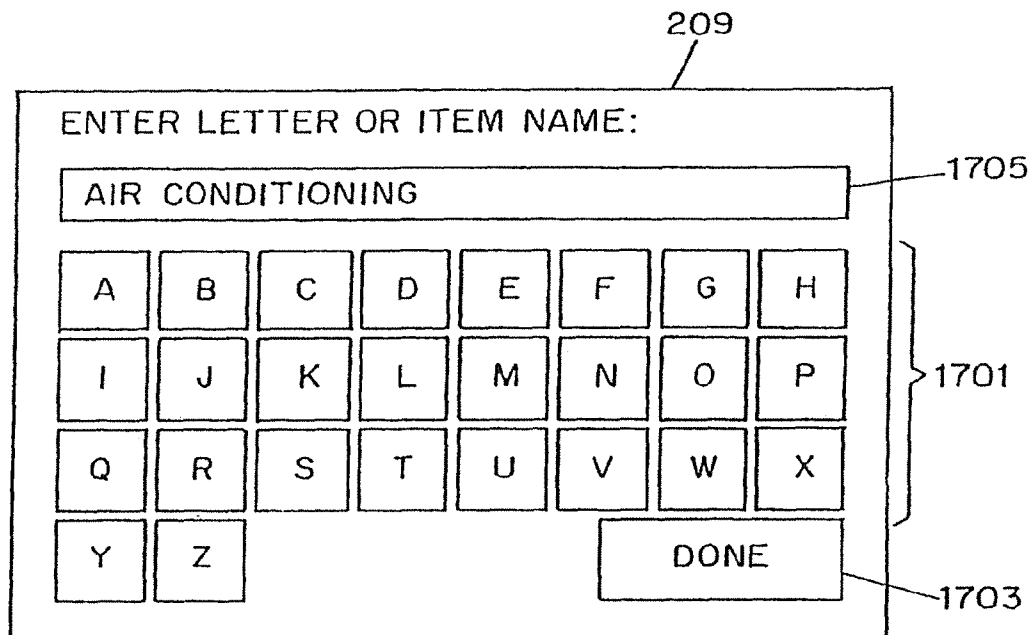 209
ENTER LETTER OR ITEM NAME:
AIR CONDITIONING
1705
A B C D E F G H
I J K L M N O P
1701
Q R S T U V W X
Y Z DONE
1703